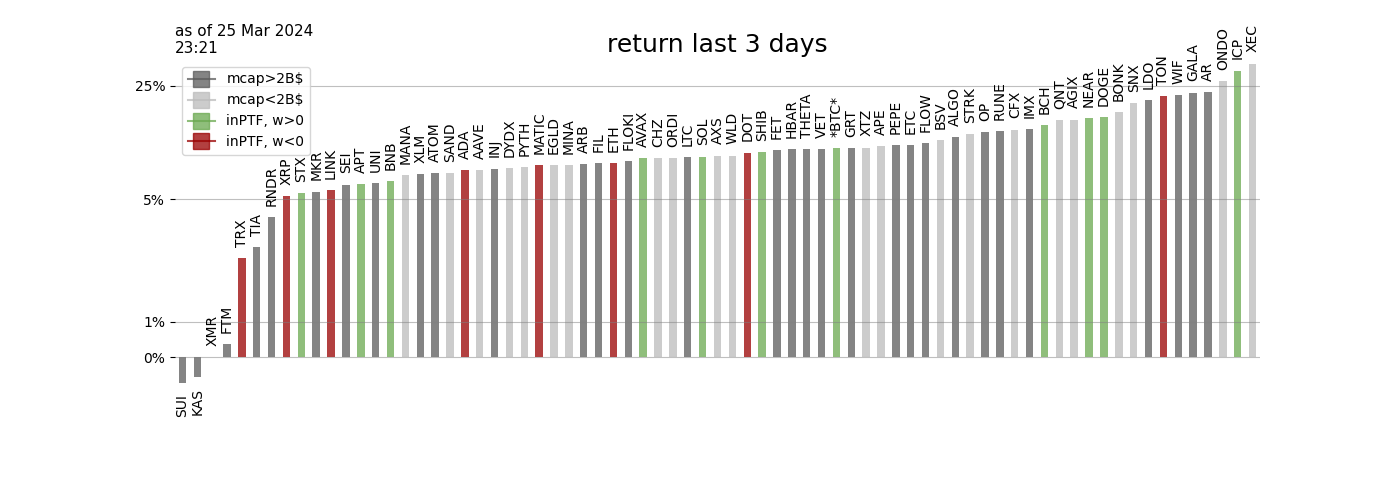 as of 25 Mar 2024
23:21
return last 3 days
mcap>2B$
mcap<2B$
inPTF, w>0
inPTF, w<0
25%
5%
1%
0%
SUI
KAS
XMR
FTM
TRX
TIA
RNDR
XRP
STX
MKR
LINK
SEI
APT
UNI
BNB
MANA
XLM
ATOM
SAND
ADA
AAVE
INJ
DYDX
PYTH
MATIC
EGLD
MINA
ARB
FIL
ETH
FLOKI
AVAX
CHZ
ORDI
LTC
SOL
AXS
WLD
DOT
SHIB
FET
HBAR
THETA
VET
*BTC*
GRT
XTZ
APE
PEPE
ETC
FLOW
BSV
ALGO
STRK
OP
RUNE
CFX
IMX
BCH
QNT
AGIX
NEAR
DOGE
BONK
SNX
LDO
TON
WIF
GALA
AR
ONDO
ICP
XEC